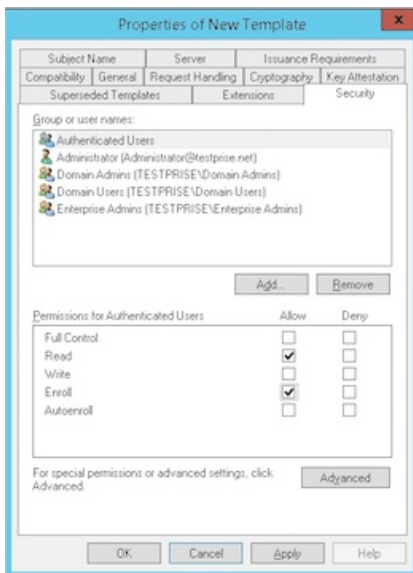 Properties of New Template
x
Subject Name Server Issuance Requirements
Compatibility General Request Handling Cryptography Key Attestation
Superseded Templates Extensions Security
Group or user names:
Authenticated Users
Administrator (Administrator@testprise.net)
Domain Admins (TESTPRISE\Domain Admins)
Domain Users (TESTPRISE\Domain Users)
Enterprise Admins (TESTPRISE\Enterprise Admins)
Add... Remove
Permissions for Authenticated Users Allow Deny
Full Control
Read
Write
Enroll
Autoenroll
For special permissions or advanced settings, click
Advanced.
Advanced
OK Cancel Apply Help